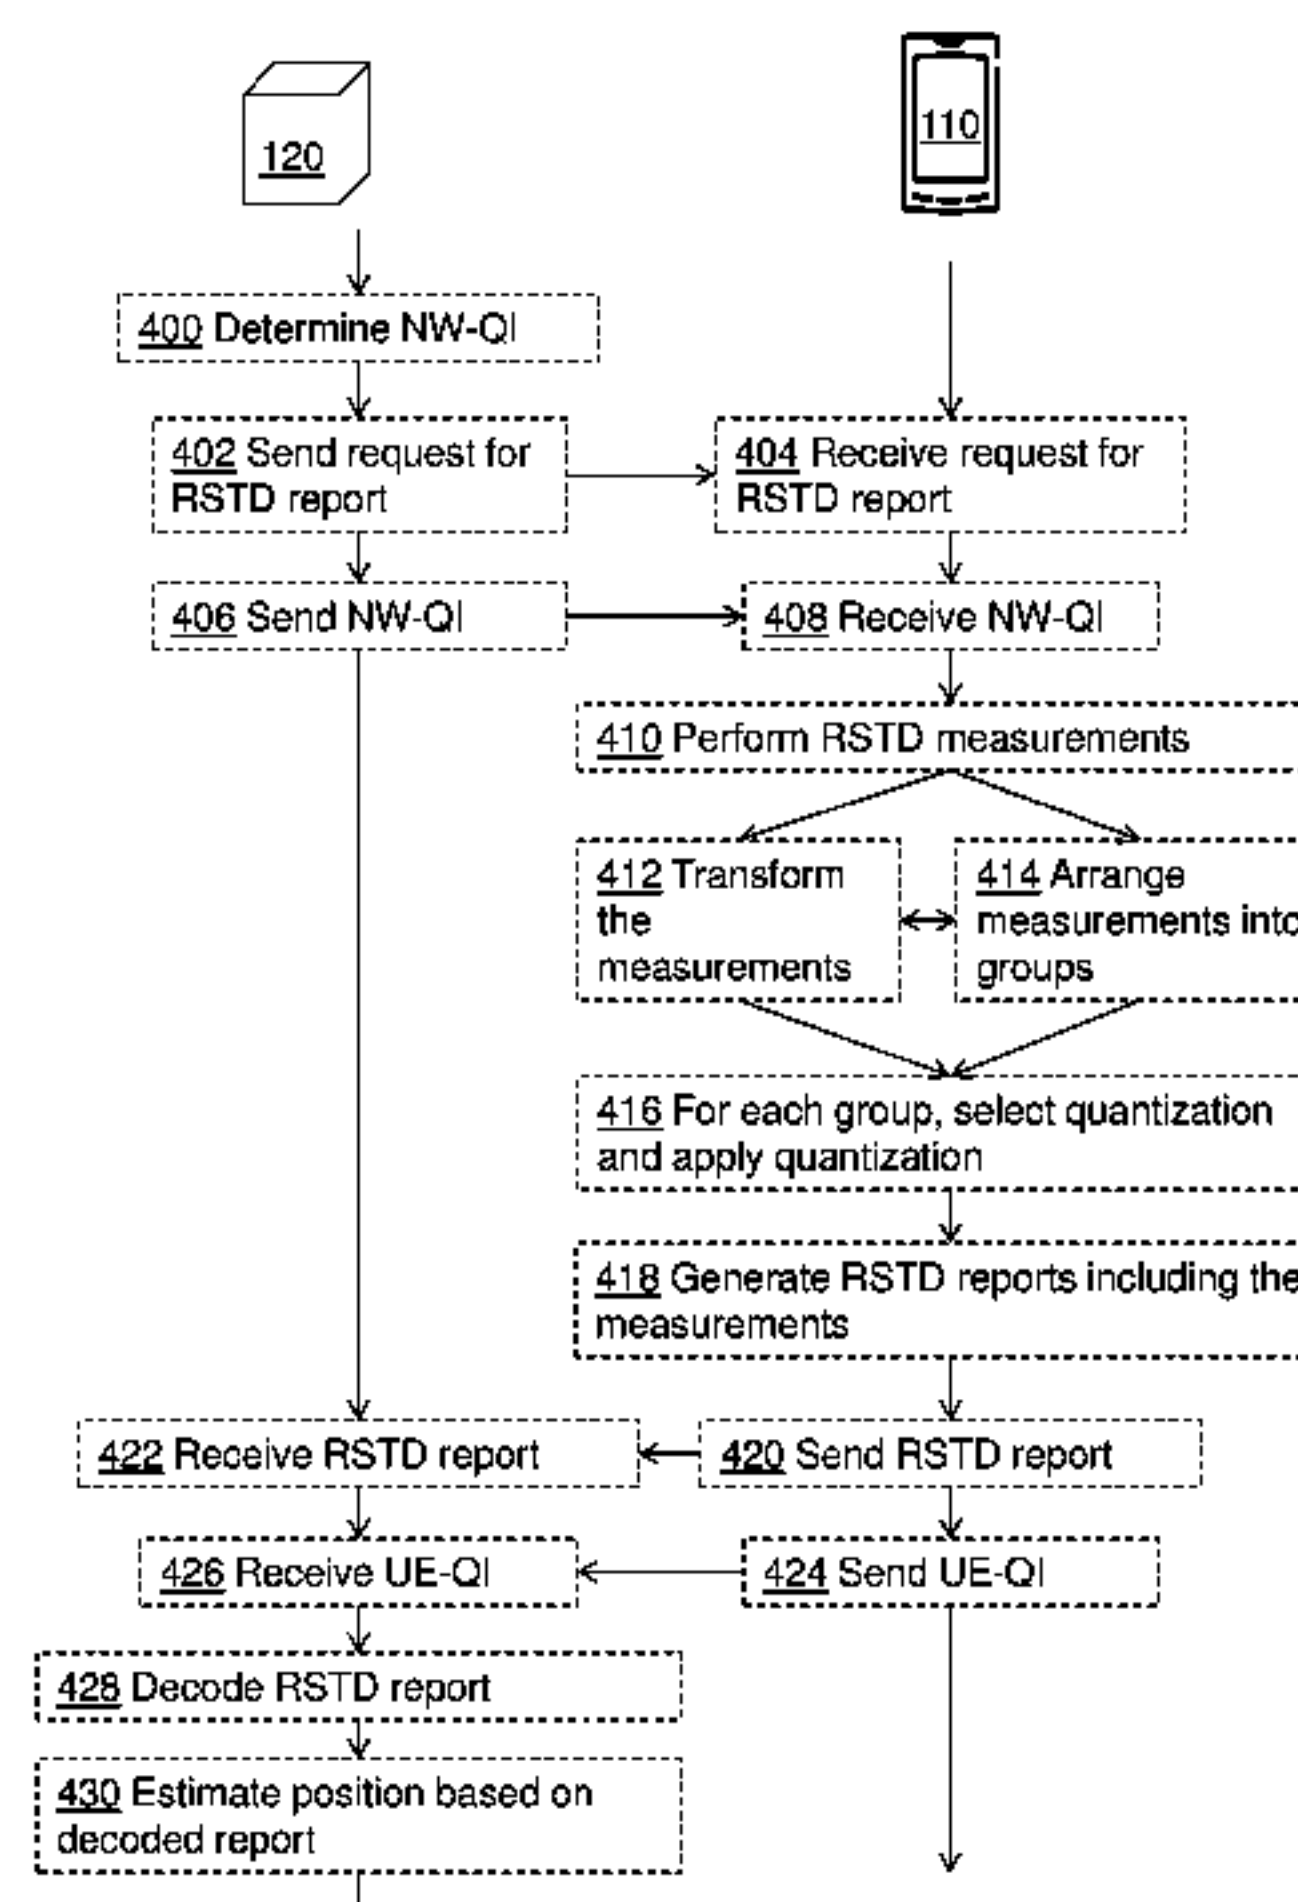 120
110
400 Determine NW-QI
402 Send request for
RSTD report
404 Receive request for
RSTD report
406 Send NW-QI
408 Receive NW-QI
410 Perform RSTD measurements
412 Transform
the
measurements
414 Arrange
measurements into
groups
416 For each group, select quantization
and apply quantization
418 Generate RSTD reports including the
measurements
422 Receive RSTD report
420 Send RSTD report
426 Receive UE-QI
424 Send UE-QI
428 Decode RSTD report
430 Estimate position based on
decoded report